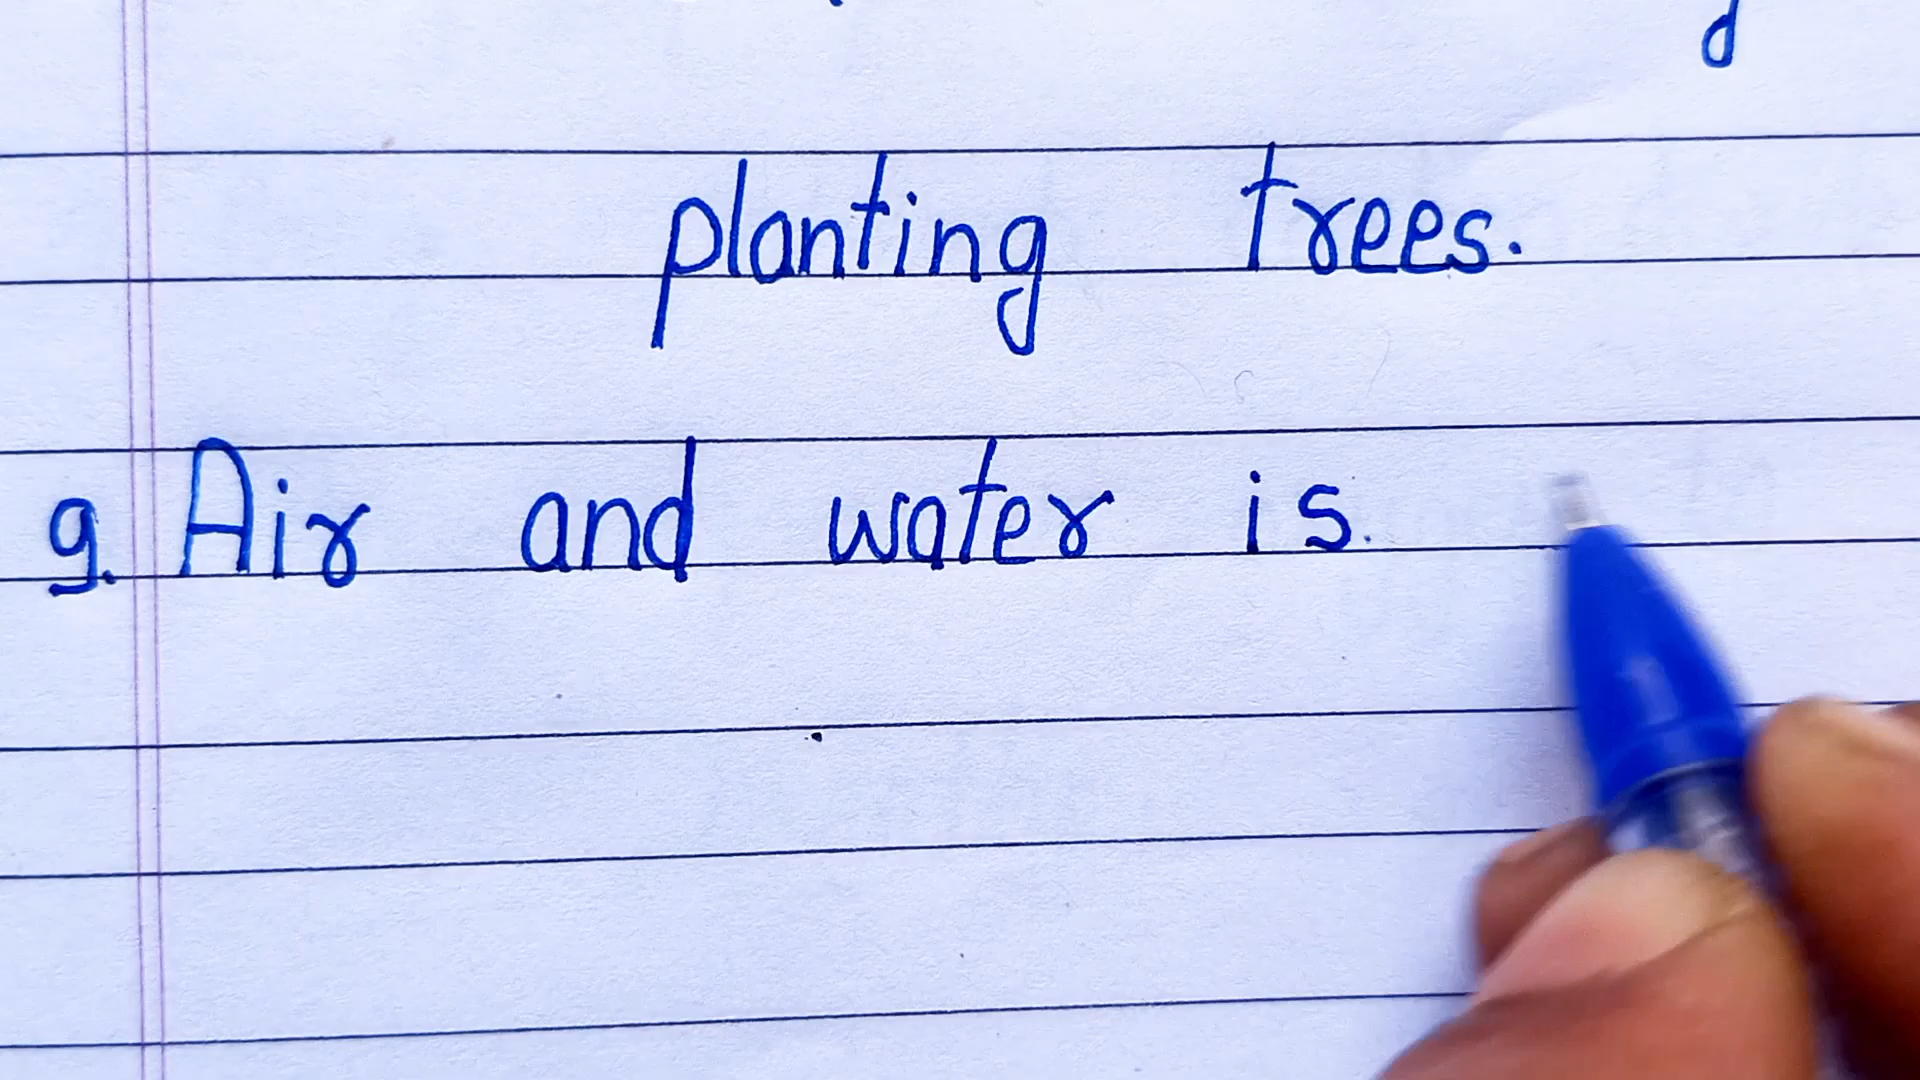 planting trees.
9. Air and water is.